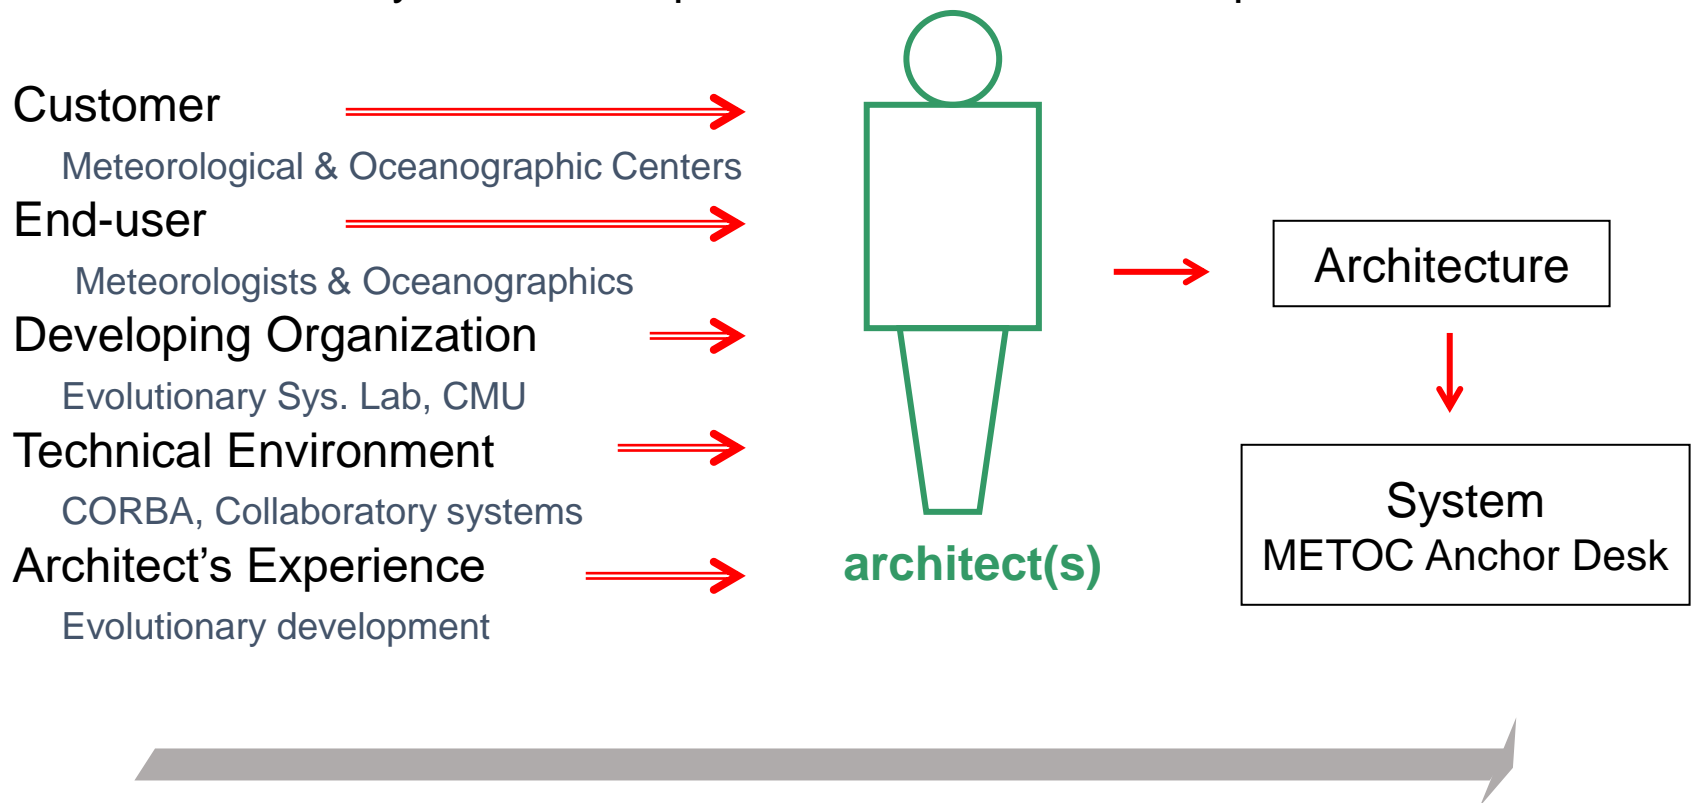 Customer
Meteorological & Oceanographic Centers
End-user
Meteorologists & Oceanographics
Developing Organization
Evolutionary Sys. Lab, CMU
Technical Environment
CORBA, Collaboratory systems
Architect’s Experience
Evolutionary development
architect(s)
Architecture
System
METOC Anchor Desk